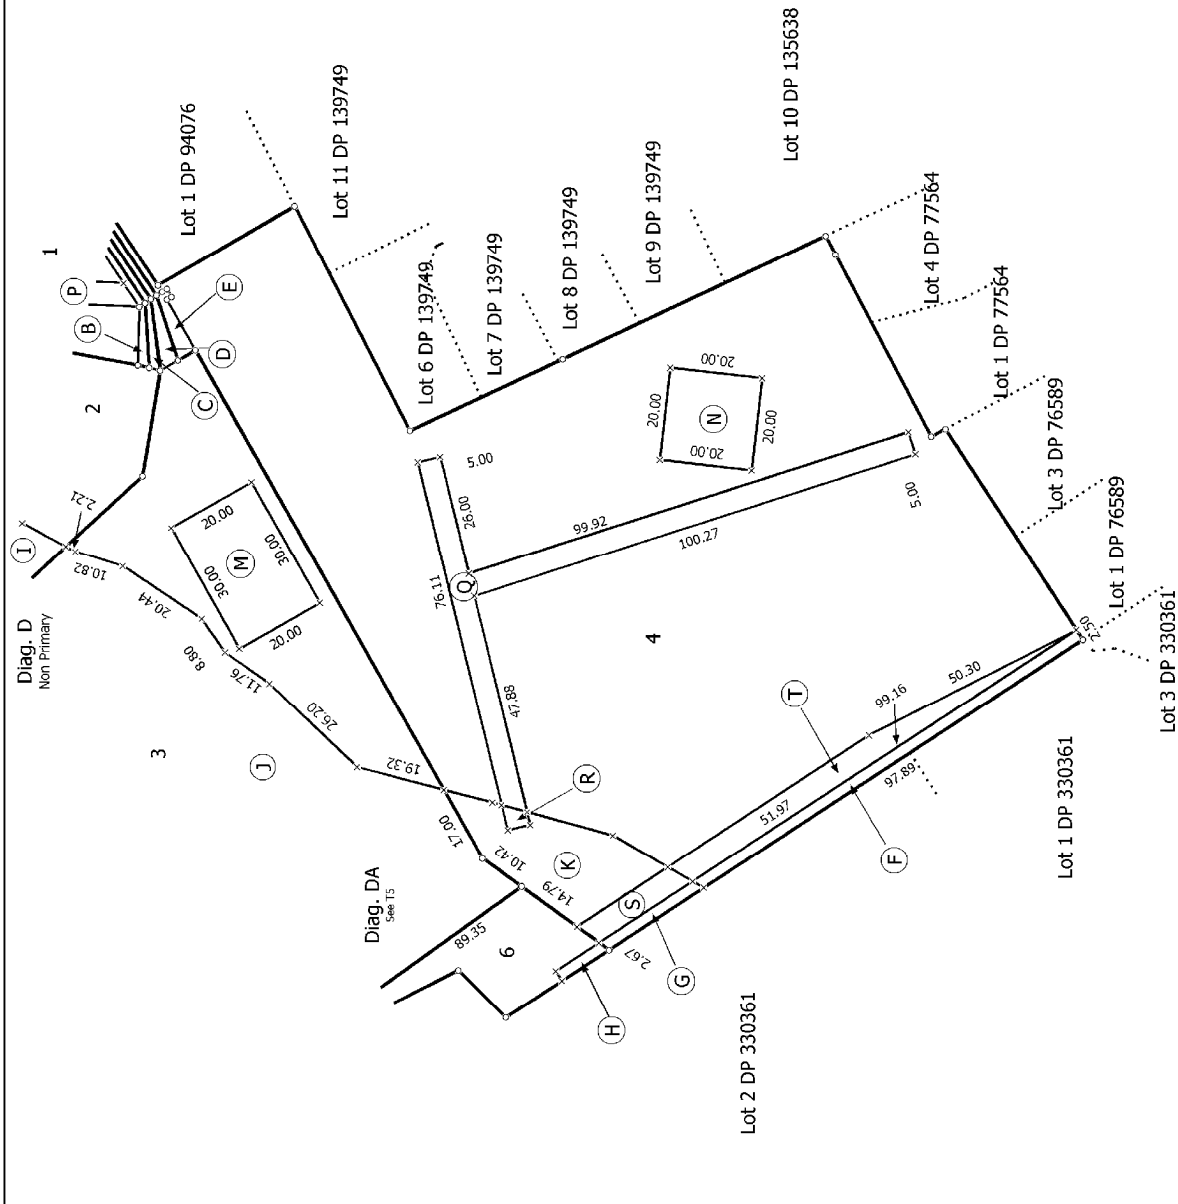 Diag. D
Non Primary
I
2.21
10.82
20.44
8.80
11.76
26.20
19.32
2
1
P
B
C
D
E
Lot 1 DP 94076
Lot 11 DP 139749
20.00
30.00
M
30.00
20.00
3
J
Lot 6 DP 139749
Lot 7 DP 139749
Lot 8 DP 139749
Lot 9 DP 139749
Lot 10 DP 135638
5.00
26.00
76.11
Q
99.92
100.27
5.00
47.88
20.00
20.00
N
20.00
20.00
4
Lot 4 DP 77564
Lot 1 DP 77564
Lot 3 DP 76589
Lot 1 DP 76589
Lot 3 DP 330361
2.50
50.30
99.16
T
51.97
97.89
F
R
17.00
10.42
K
14.79
Diag. DA
See T5
89.35
6
S
2.67
G
H
Lot 1 DP 330361
Lot 2 DP 330361